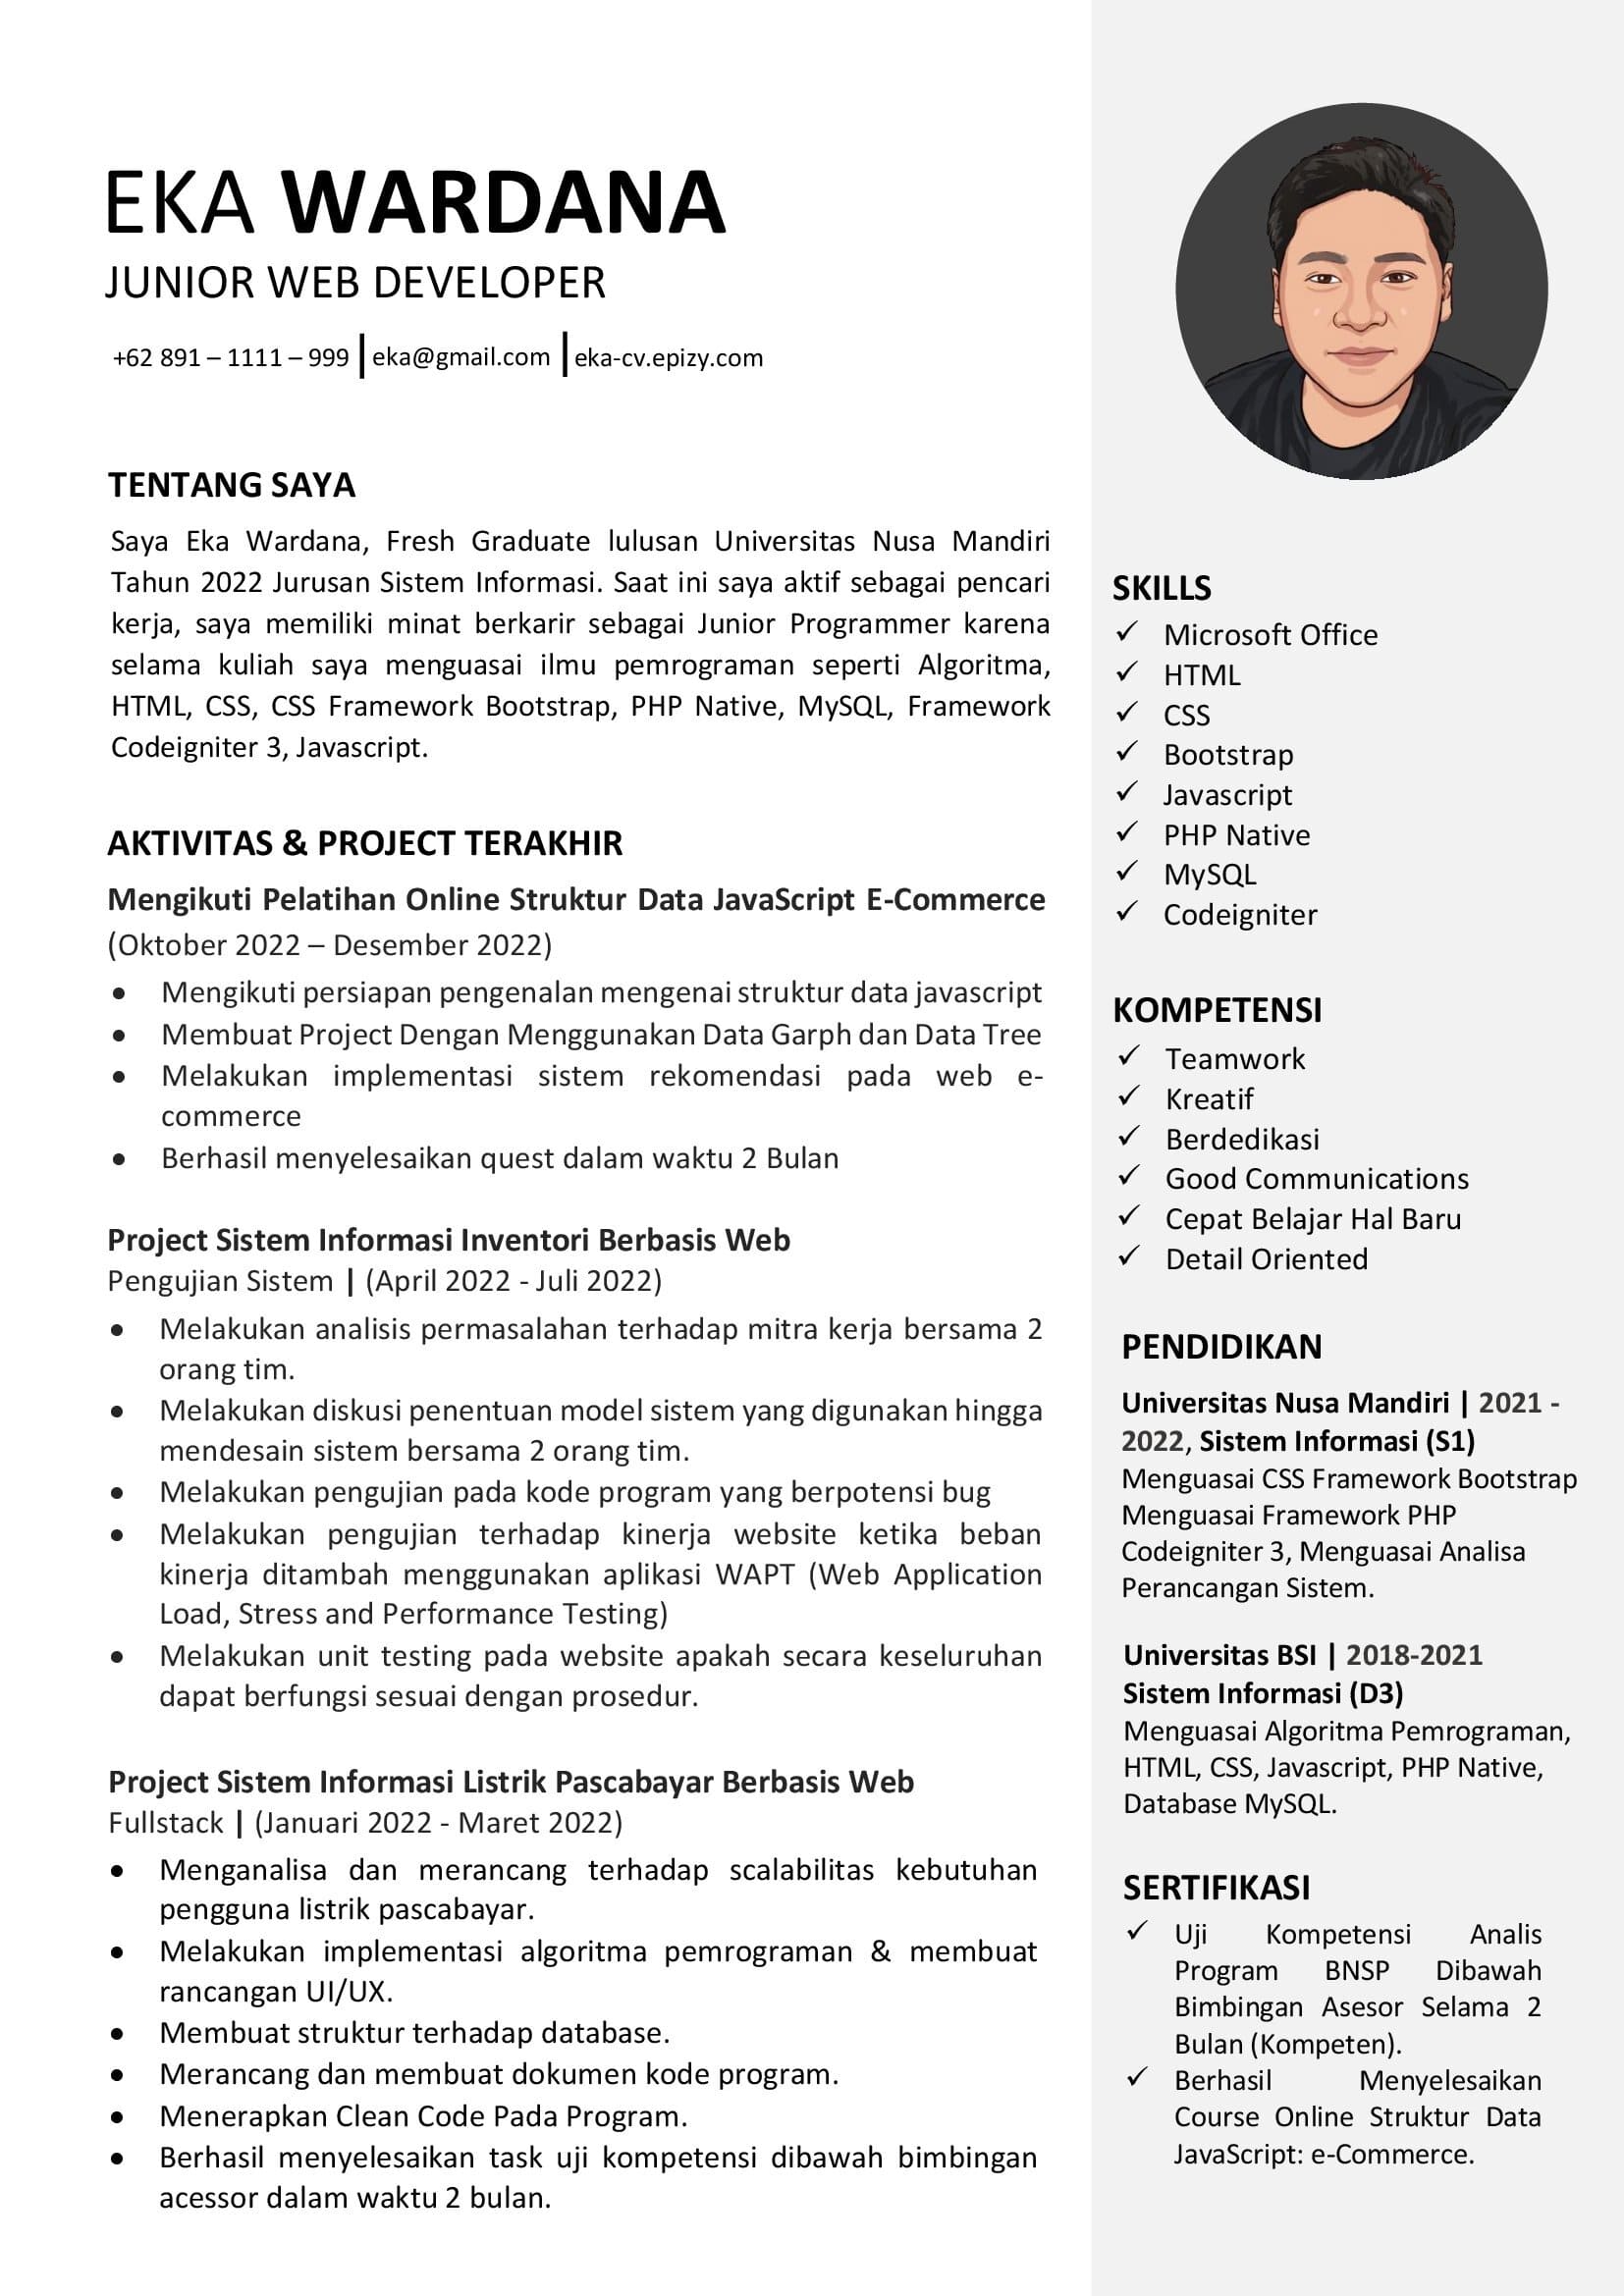 EKA WARDANA
JUNIOR WEB DEVELOPER
+62 891 – 1111 – 999 | eka@gmail.com | eka-cv.epizy.com
TENTANG SAYA
Saya Eka Wardana, Fresh Graduate lulusan Universitas Nusa Mandiri
Tahun 2022 Jurusan Sistem Informasi. Saat ini saya aktif sebagai pencari
kerja, saya memiliki minat berkarir sebagai Junior Programmer karena
selama kuliah saya menguasai ilmu pemrograman seperti Algoritma,
HTML, CSS, CSS Framework Bootstrap, PHP Native, MySQL, Framework
Codeigniter 3, Javascript.
AKTIVITAS & PROJECT TERAKHIR
Mengikuti Pelatihan Online Struktur Data JavaScript E-Commerce
(Oktober 2022 – Desember 2022)
• Mengikuti persiapan pengenalan mengenai struktur data javascript
• Membuat Project Dengan Menggunakan Data Garph dan Data Tree
• Melakukan implementasi sistem rekomendasi pada web e-
commerce
• Berhasil menyelesaikan quest dalam waktu 2 Bulan
Project Sistem Informasi Inventori Berbasis Web
Pengujian Sistem | (April 2022 - Juli 2022)
• Melakukan analisis permasalahan terhadap mitra kerja bersama 2
orang tim.
• Melakukan diskusi penentuan model sistem yang digunakan hingga
mendesain sistem bersama 2 orang tim.
• Melakukan pengujian pada kode program yang berpotensi bug
• Melakukan pengujian terhadap kinerja website ketika beban
kinerja ditambah menggunakan aplikasi WAPT (Web Application
Load, Stress and Performance Testing)
• Melakukan unit testing pada website apakah secara keseluruhan
dapat berfungsi sesuai dengan prosedur.
Project Sistem Informasi Listrik Pascabayar Berbasis Web
Fullstack | (Januari 2022 - Maret 2022)
• Menganalisa dan merancang terhadap scalabilitas kebutuhan
pengguna listrik pascabayar.
• Melakukan implementasi algoritma pemrograman & membuat
rancangan UI/UX.
• Membuat struktur terhadap database.
• Merancang dan membuat dokumen kode program.
• Menerapkan Clean Code Pada Program.
• Berhasil menyelesaikan task uji kompetensi dibawah bimbingan
acessor dalam waktu 2 bulan.
SKILLS
✓ Microsoft Office
✓ HTML
✓ CSS
✓ Bootstrap
✓ Javascript
✓ PHP Native
✓ MySQL
✓ Codeigniter
KOMPETENSI
✓ Teamwork
✓ Kreatif
✓ Berdedikasi
✓ Good Communications
✓ Cepat Belajar Hal Baru
✓ Detail Oriented
PENDIDIKAN
Universitas Nusa Mandiri | 2021 -
2022, Sistem Informasi (S1)
Menguasai CSS Framework Bootstrap
Menguasai Framework PHP
Codeigniter 3, Menguasai Analisa
Perancangan Sistem.
Universitas BSI | 2018-2021
Sistem Informasi (D3)
Menguasai Algoritma Pemrograman,
HTML, CSS, Javascript, PHP Native,
Database MySQL.
SERTIFIKASI
✓ Uji Kompetensi Analis
Program BNSP Dibawah
Bimbingan Asesor Selama 2
Bulan (Kompeten).
✓ Berhasil Menyelesaikan
Course Online Struktur Data
JavaScript: e-Commerce.